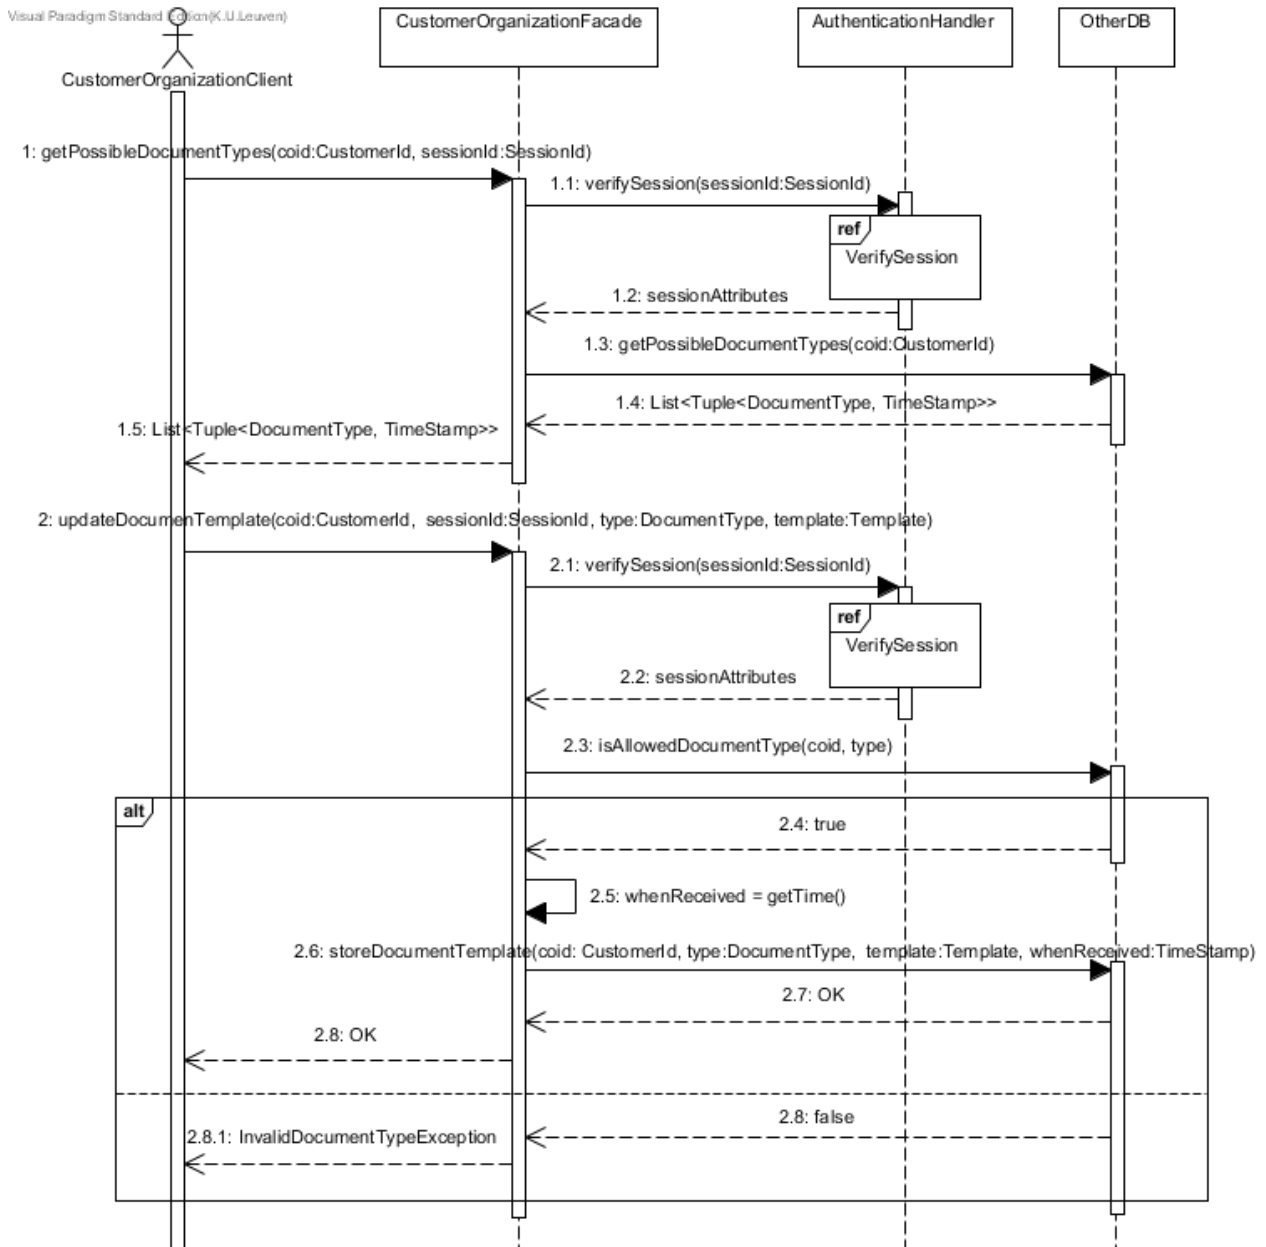 Visual Paradigm Standard Edition(K.U.Leuven)
CustomerOrganizationClient
CustomerOrganizationFacade
AuthenticationHandler
OtherDB
1: getPossibleDocumentTypes(coid:CustomerId, sessionId:SessionId)
1.1: verifySession(sessionId:SessionId)
ref
VerifySession
1.2: sessionAttributes
1.3: getPossibleDocumentTypes(coid:CustomerId)
1.4: List<Tuple<DocumentType, TimeStamp>>
1.5: List<Tuple<DocumentType, TimeStamp>>
2: updateDocumenTemplate(coid:CustomerId, sessionId:SessionId, type:DocumentType, template:Template)
2.1: verifySession(sessionId:SessionId)
ref
VerifySession
2.2: sessionAttributes
2.3: isAllowedDocumentType(coid, type)
alt
2.4: true
2.5: whenReceived = getTime()
2.6: storeDocumentTemplate(coid: CustomerId, type:DocumentType, template:Template, whenReceived:TimeStamp)
2.7: OK
2.8: OK
2.8: false
2.8.1: InvalidDocumentTypeException